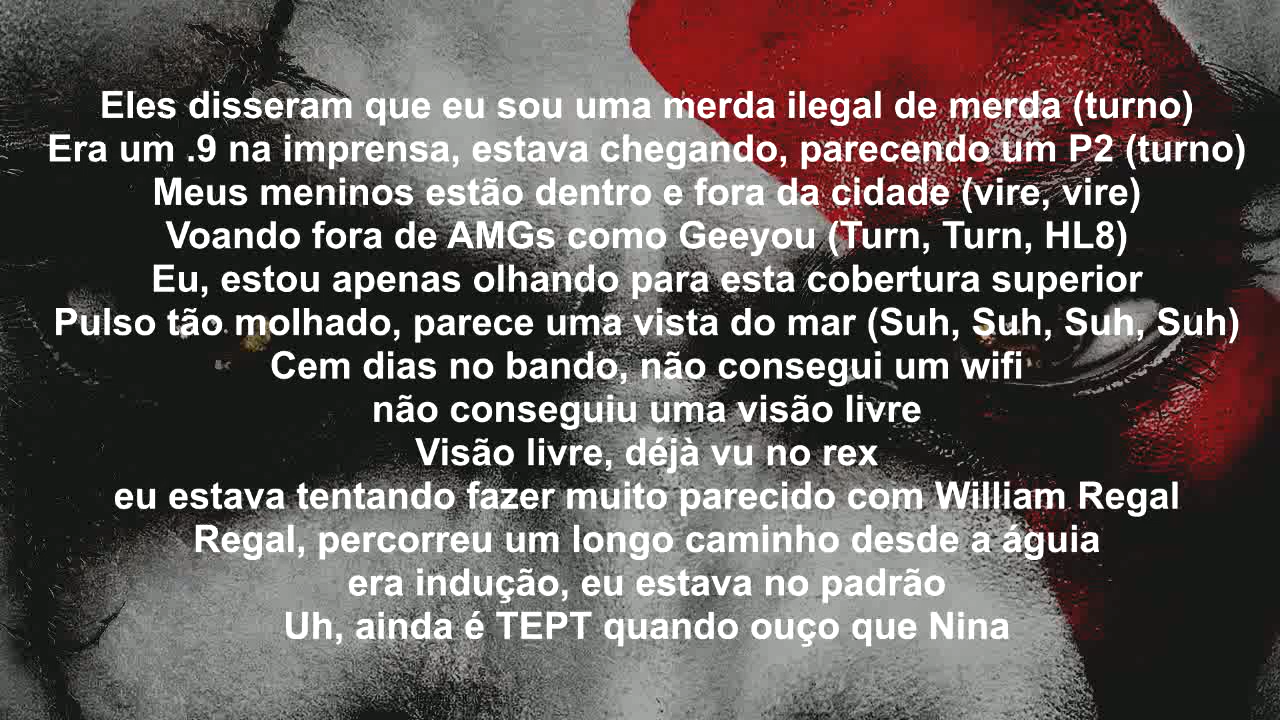 Eles disseram que eu sou uma merda ilegal de merda (turno)
Era um .9 na imprensa, estava chegando, parecendo um P2 (turno)
Meus meninos estão dentro e fora da cidade (vire, vire)
Voando fora de AMGs como Geeyou (Turn, Turn, HL8)
Eu, estou apenas olhando para esta cobertura superior
Pulso tão molhado, parece uma vista do mar (Suh, Suh, Suh, Suh)
Cem dias no bando, não consegui um wifi
não conseguiu uma visão livre
Visão livre, déjà vu no rex
eu estava tentando fazer muito parecido com William Regal
Regal, percorreu um longo caminho desde a águia
era indução, eu estava no padrão
Uh, ainda é TEPT quando ouço que Nina